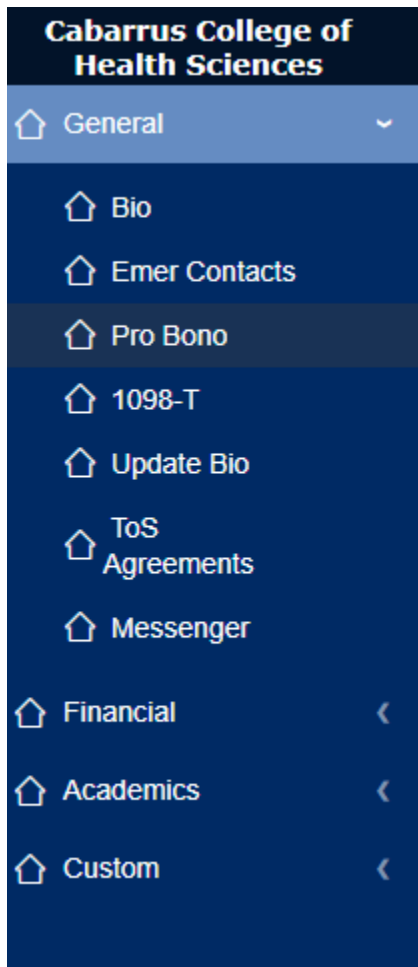 Cabarrus College of
Health Sciences
General
Bio
Emer Contacts
Pro Bono
1098-T
Update Bio
ToS
Agreements
Messenger
Financial
Academics
Custom